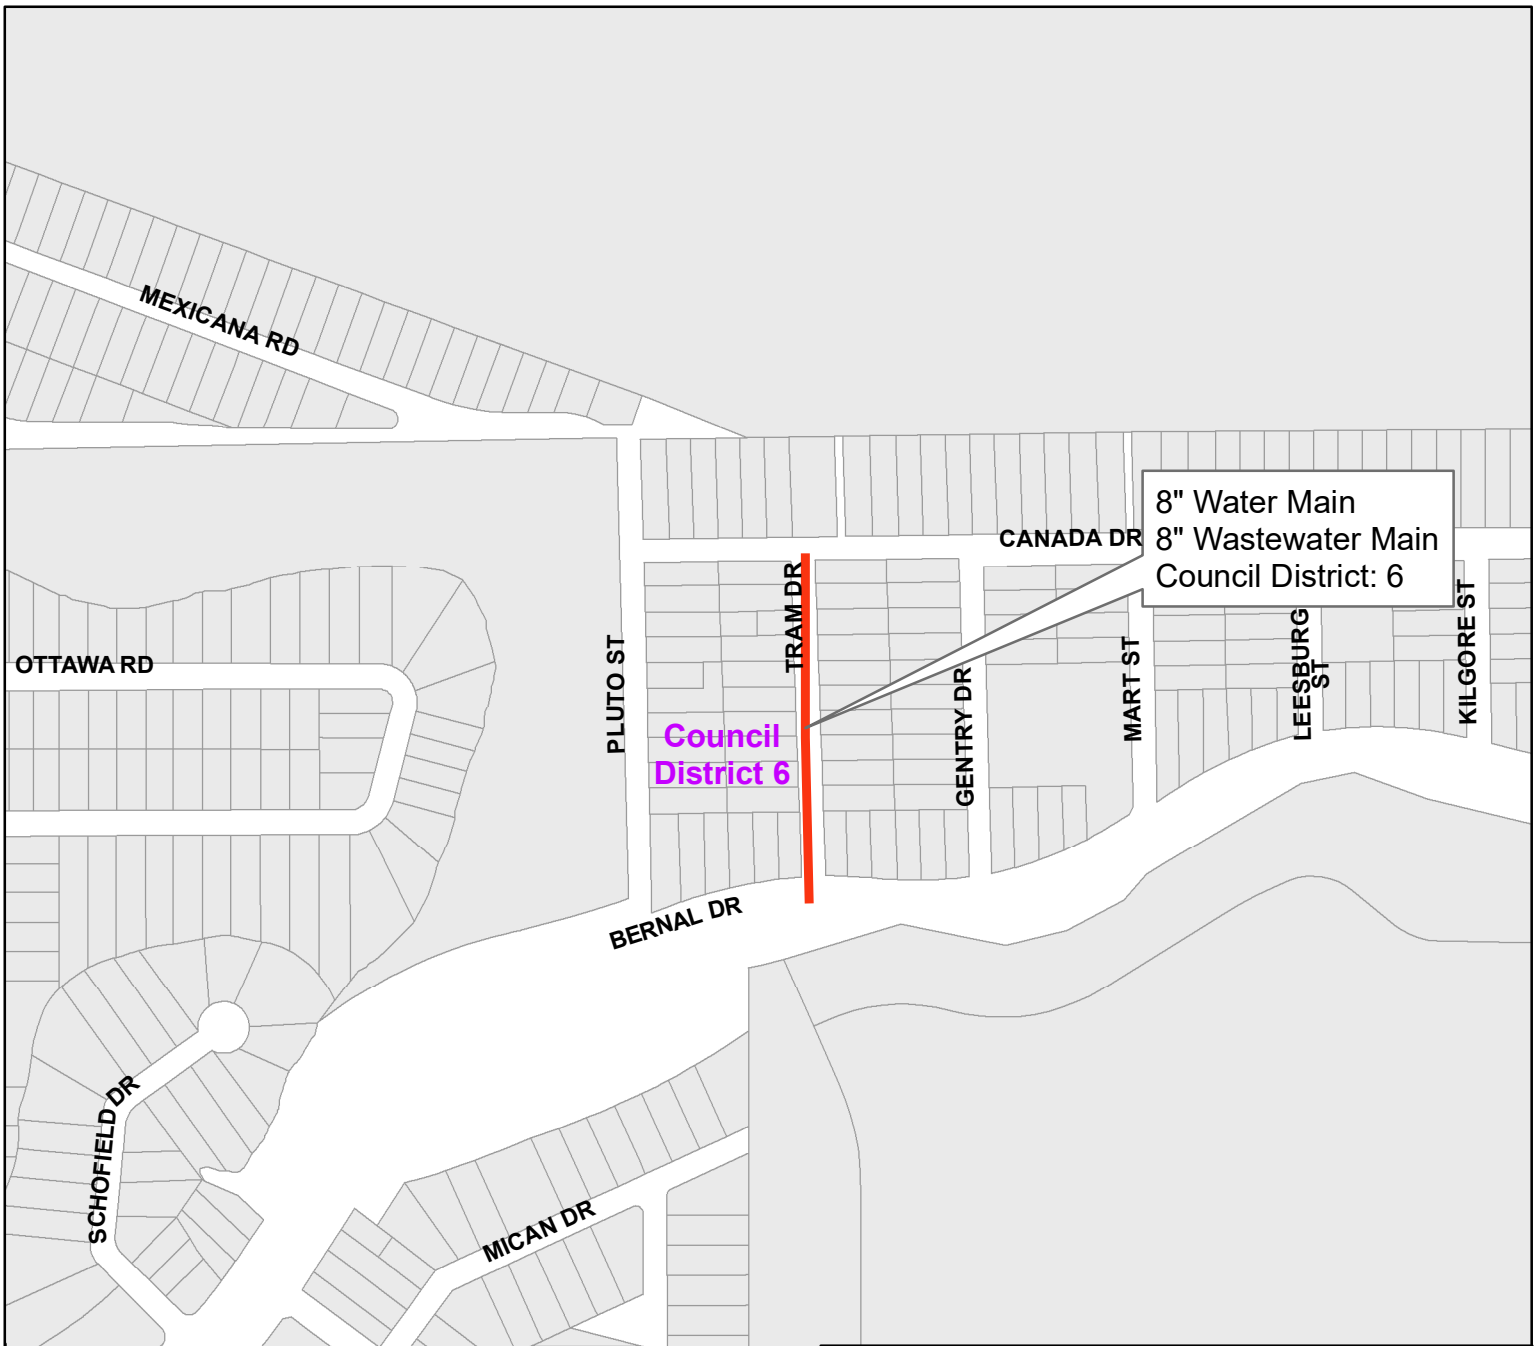 MEXICANA RD
8" Water Main
8" Wastewater Main
Council District: 6
CANADA DR
TRAM DR
OTTAWA RD
PLUTO ST
GENTRY DR
MART ST
LEESBURG
ST
KILGORE ST
Council
District 6
BERNAL DR
SCHOFIELD DR
MICAN DR